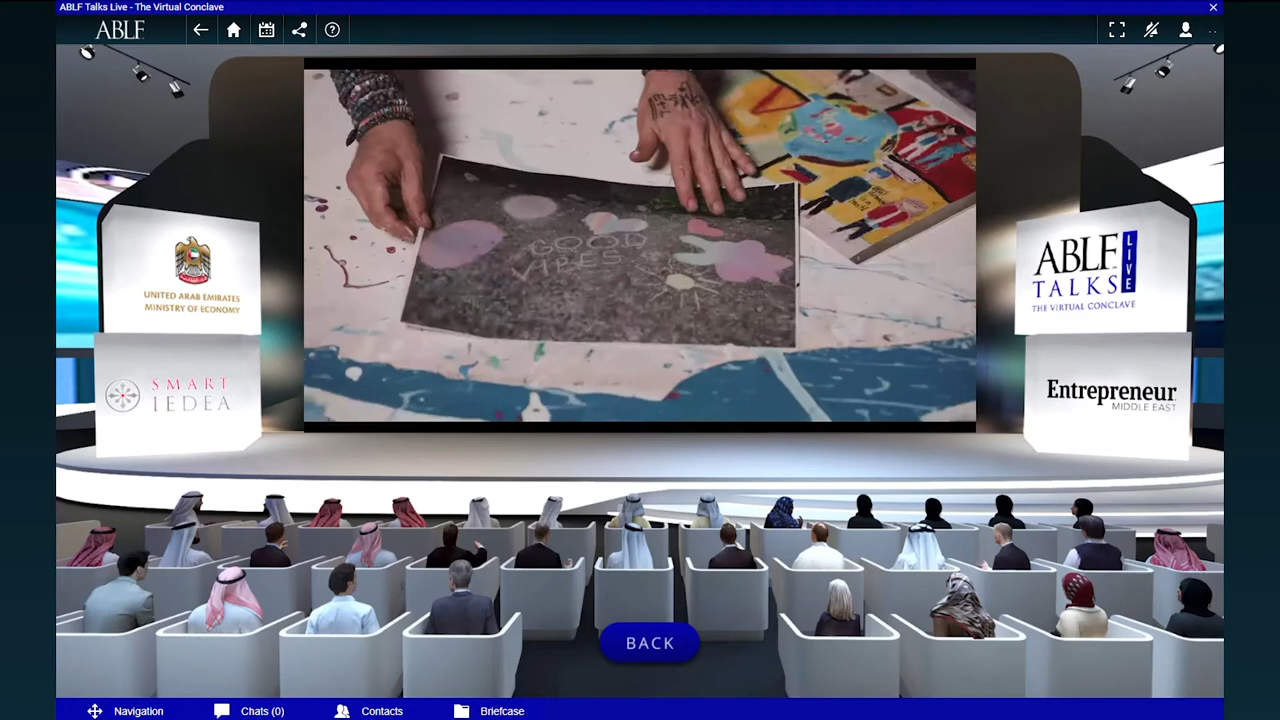 ABLF Talks Live - The Virtual Conclave
ABLF
GOOD
VIBES
UNITED ARAB EMIRATES
MINISTRY OF ECONOMY
SMART
IEDEA
ABLF
TALKS
LIVE
THE VIRTUAL CONCLAVE
Entrepreneur
MIDDLE EAST
BACK
Navigation
Chats (0)
Contacts
Briefcase